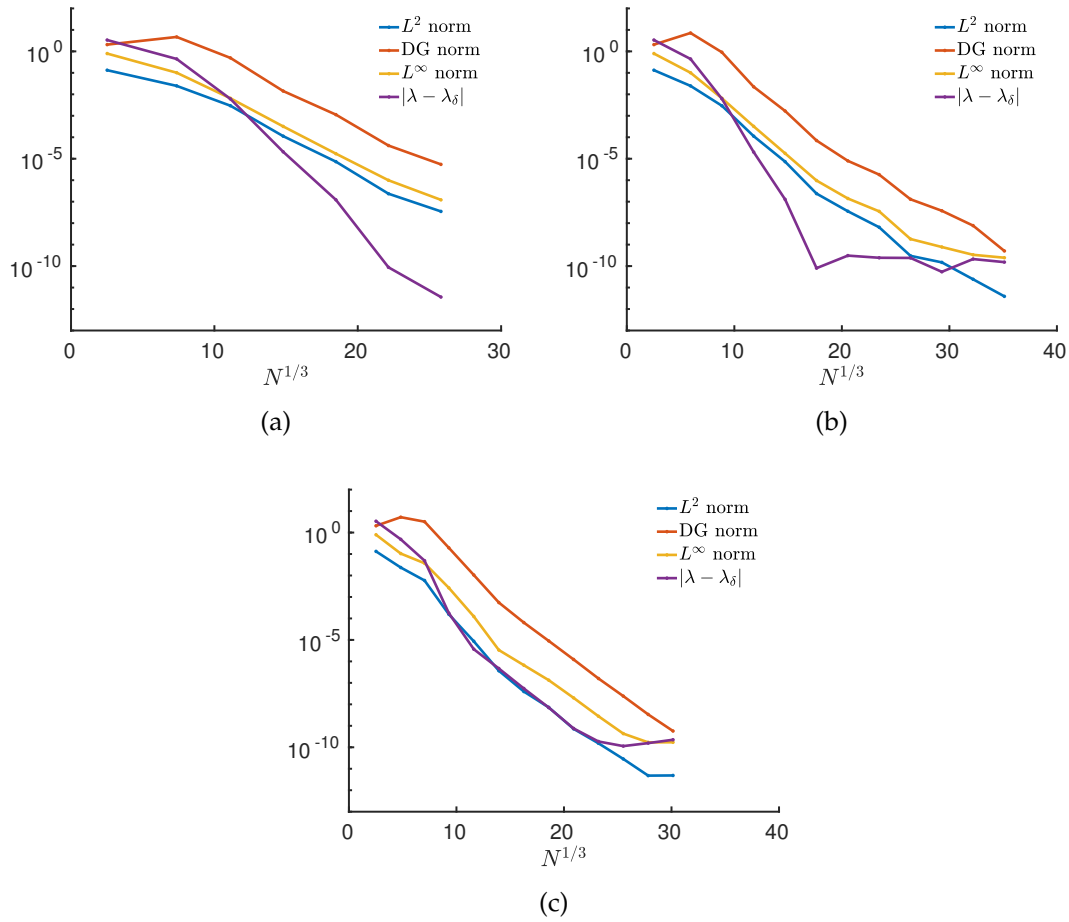 10^0
10^{-5}
10^{-10}
0 10 20 30
N^{1/3}
L^2 norm
DG norm
L^∞ norm
|λ − λ_δ|
(a)
10^0
10^{-5}
10^{-10}
0 10 20 30 40
N^{1/3}
L^2 norm
DG norm
L^∞ norm
|λ − λ_δ|
(b)
10^0
10^{-5}
10^{-10}
0 10 20 30 40
N^{1/3}
L^2 norm
DG norm
L^∞ norm
|λ − λ_δ|
(c)